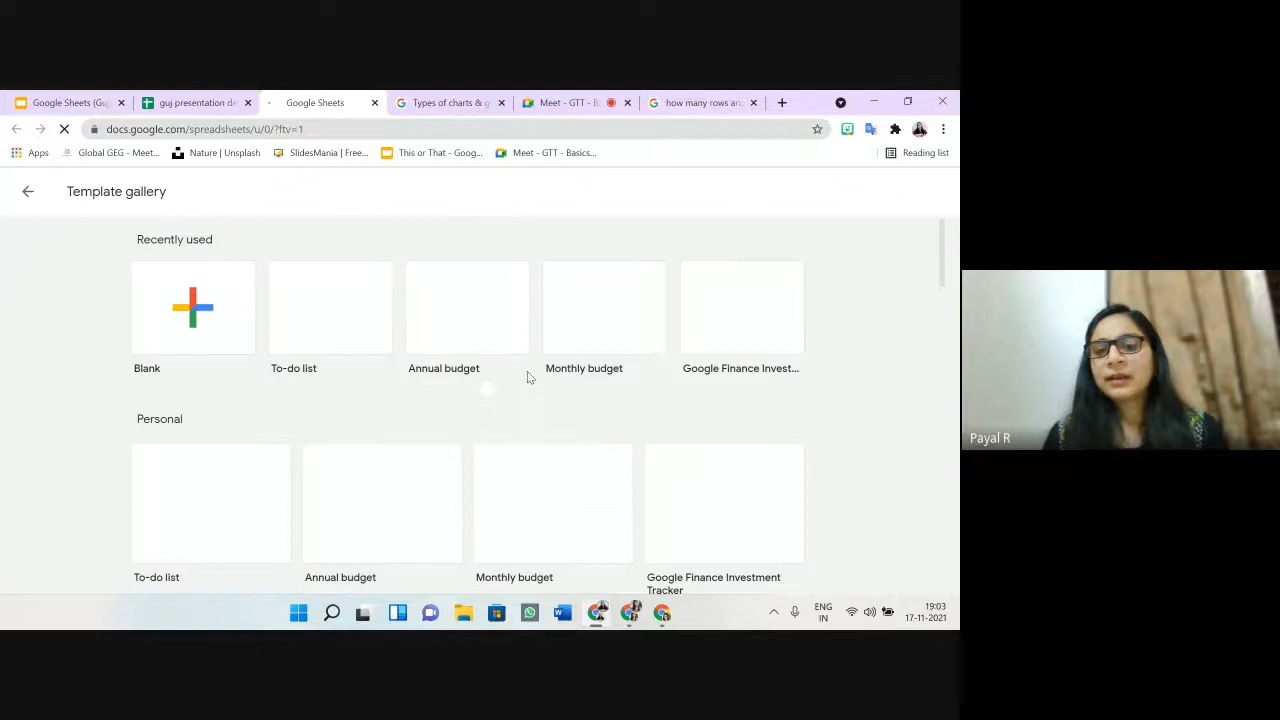 Google Sheets (Guj
guj presentation de
Google Sheets
Types of charts & g
Meet - GTT - B
how many rows an
docs.google.com/spreadsheets/u/0/?ftv=1
Apps
Global GEG - Meet...
Nature | Unsplash
SlidesMania | Free...
This or That - Goog...
Meet - GTT - Basics...
Reading list
Template gallery
Recently used
Blank
To-do list
Annual budget
Monthly budget
Google Finance Invest...
Personal
To-do list
Annual budget
Monthly budget
Google Finance Investment
Tracker
ENG
IN
19:03
17-11-2021
Payal R